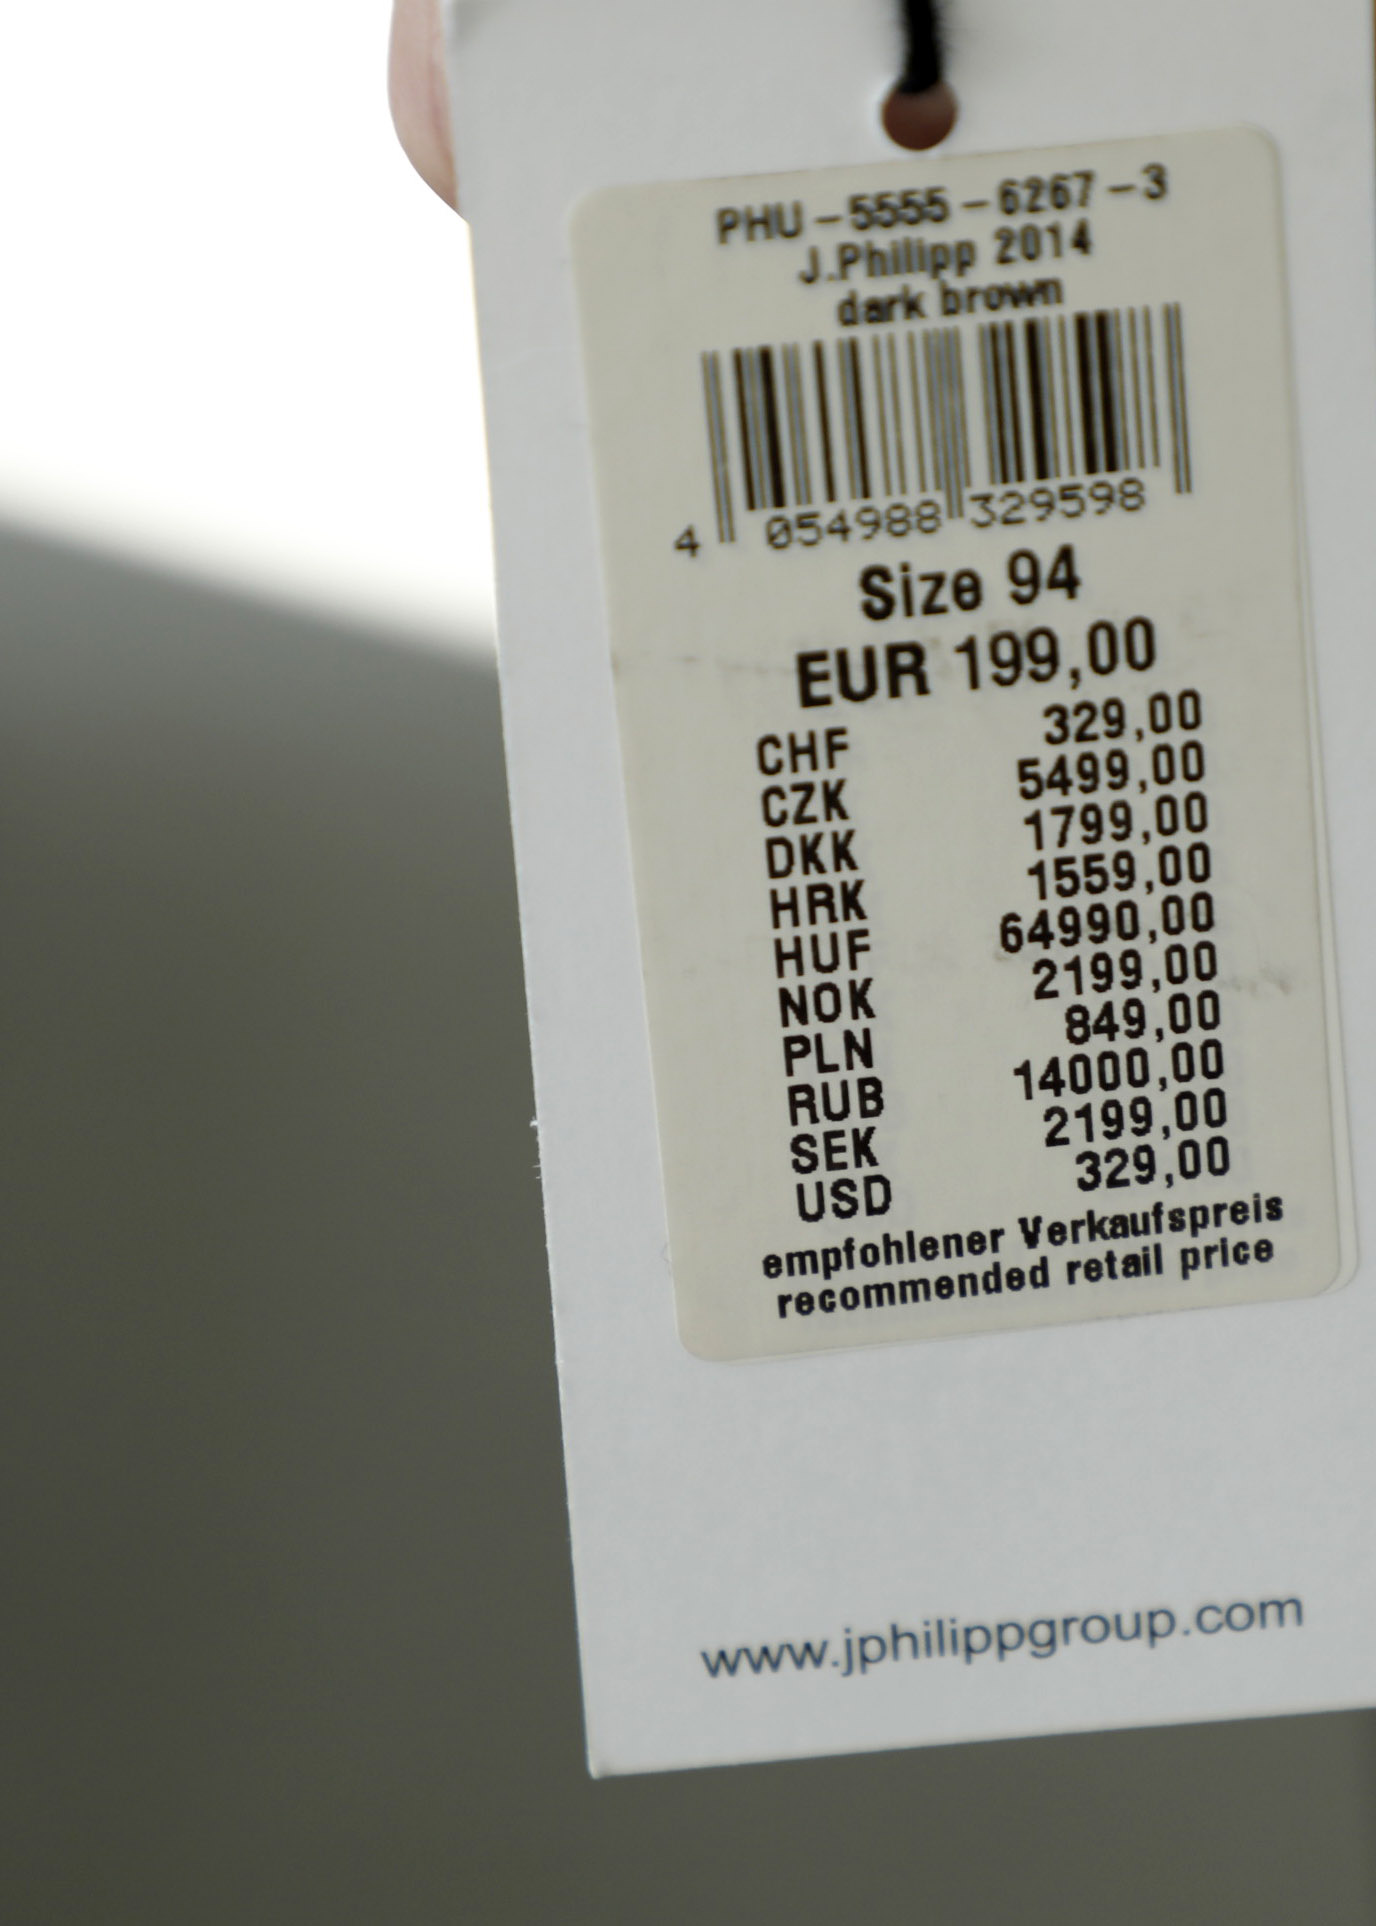 PHU - 5555 - 6267 - 3
J.Philipp 2014
dark brown
4 054988 329598
Size 94
EUR 199,00
CHF 329,00
CZK 5499,00
DKK 1799,00
HRK 1559,00
HUF 64990,00
NOK 2199,00
PLN 849,00
RUB 14000,00
SEK 2199,00
USD 329,00
empfohlener Verkaufspreis
recommended retail price
www.jphilippgroup.com